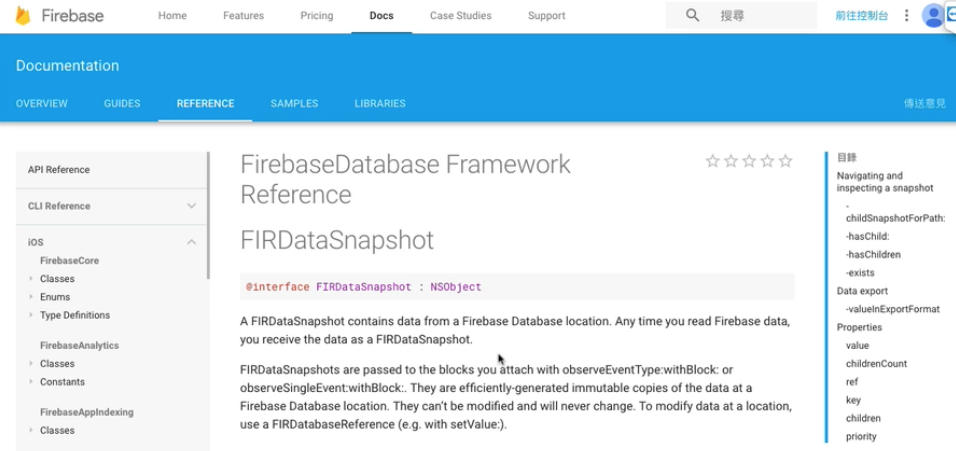 Firebase
Home
Features
Pricing
Docs
Case Studies
Support
搜尋
前往控制台
Documentation
OVERVIEW
GUIDES
REFERENCE
SAMPLES
LIBRARIES
傳送意見
API Reference
CLI Reference
iOS
FirebaseCore
Classes
Enums
Type Definitions
FirebaseAnalytics
Classes
Constants
FirebaseAppIndexing
Classes
FirebaseDatabase Framework
Reference
FIRDataSnapshot
@interface FIRDataSnapshot : NSObject
A FIRDataSnapshot contains data from a Firebase Database location. Any time you read Firebase data,
you receive the data as a FIRDataSnapshot.
FIRDataSnapshots are passed to the blocks you attach with observeEventType:withBlock: or
observeSingleEvent:withBlock:. They are efficiently-generated immutable copies of the data at a
Firebase Database location. They can't be modified and will never change. To modify data at a location,
use a FIRDatabaseReference (e.g. with setValue:).
目錄
Navigating and
inspecting a snapshot
-
childSnapshotForPath:
-hasChild:
-hasChildren
-exists
Data export
-valueInExportFormat
Properties
value
childrenCount
ref
key
children
priority